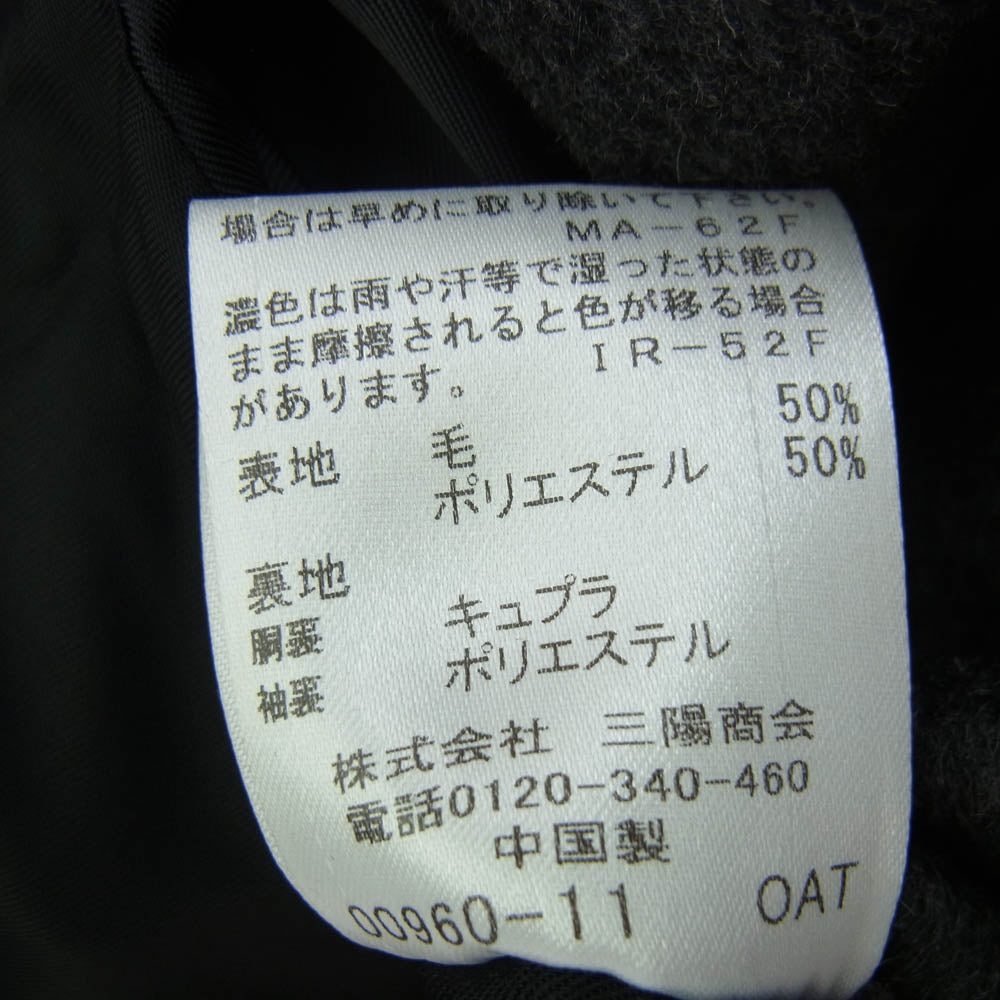 場合は早めに取り除いて下さい。
MA-62F
濃色は雨や汗等で湿った状態の
まま摩擦されると色が移る場合
があります。 IR-52F
表地 毛 50%
ポリエステル 50%
裏地
胴裏 キュプラ
袖裏 ポリエステル
株式会社 三陽商会
電話0120-340-460
中国製
00960-11 OAT